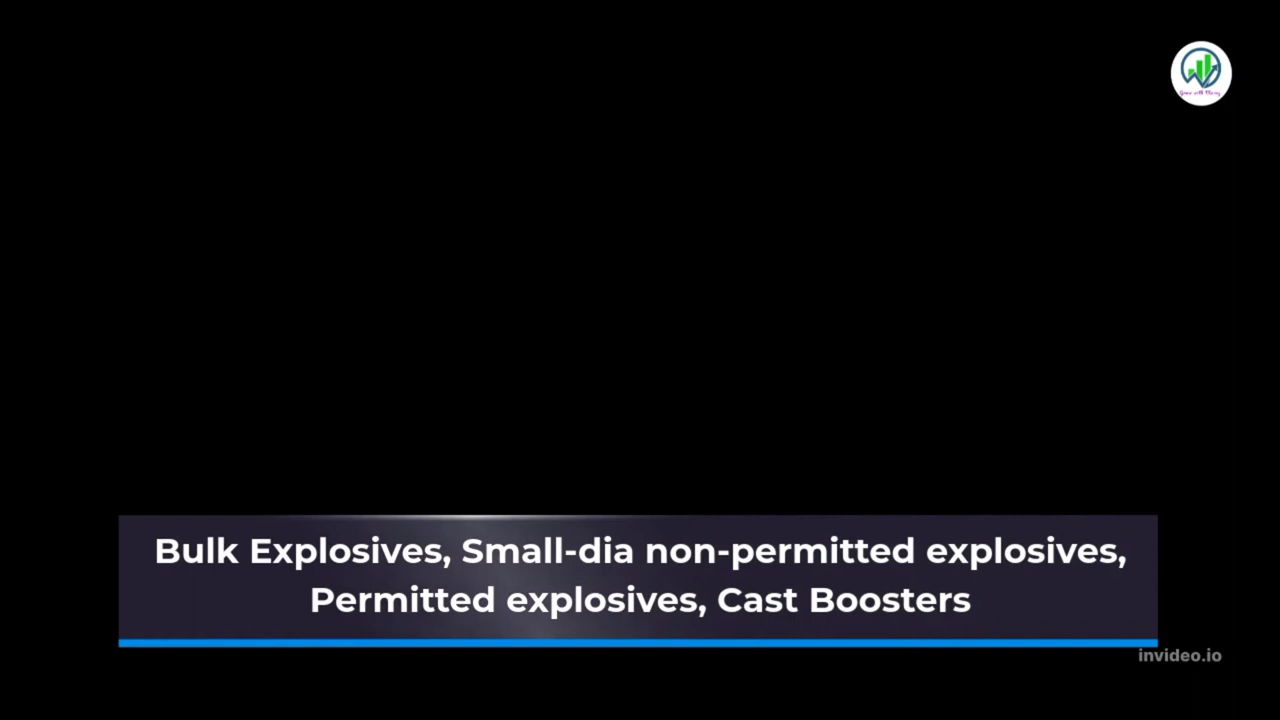 Bulk Explosives, Small-dia non-permitted explosives,
Permitted explosives, Cast Boosters
invideo.io